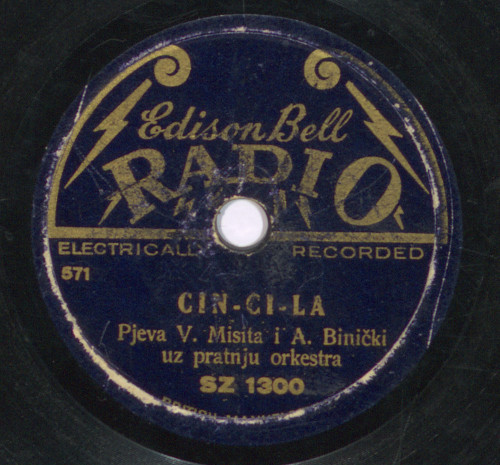 Edison Bell
RADIO
ELECTRICALLY RECORDED
571
CIN-CI-LA
Pjeva V. Misita i A. Binički
uz pratnju orkestra
SZ 1300